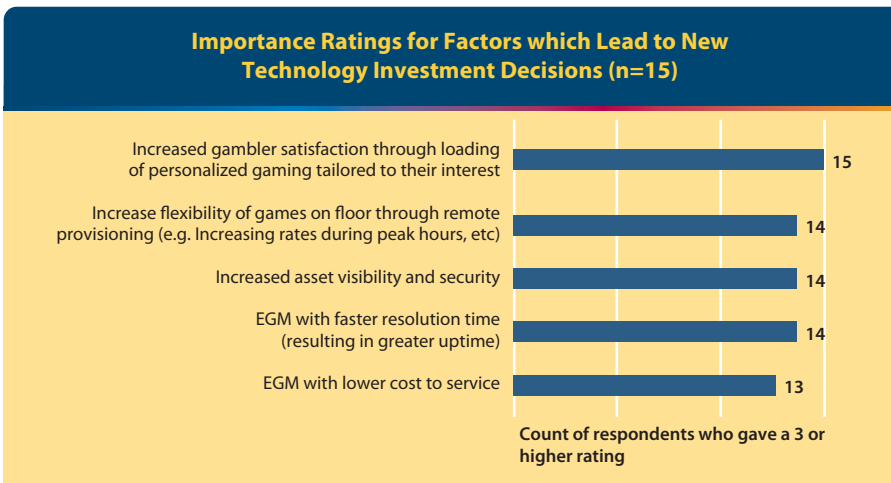 Importance Ratings for Factors which Lead to New
Technology Investment Decisions (n=15)
Increased gambler satisfaction through loading
of personalized gaming tailored to their interest
15
Increase flexibility of games on floor through remote
provisioning (e.g. Increasing rates during peak hours, etc)
14
Increased asset visibility and security
14
EGM with faster resolution time
(resulting in greater uptime)
14
EGM with lower cost to service
13
Count of respondents who gave a 3 or
higher rating